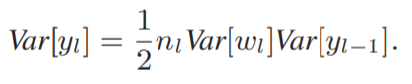 Var[y_l] = \frac{1}{2} n_l Var[w_l] Var[y_{l-1}].